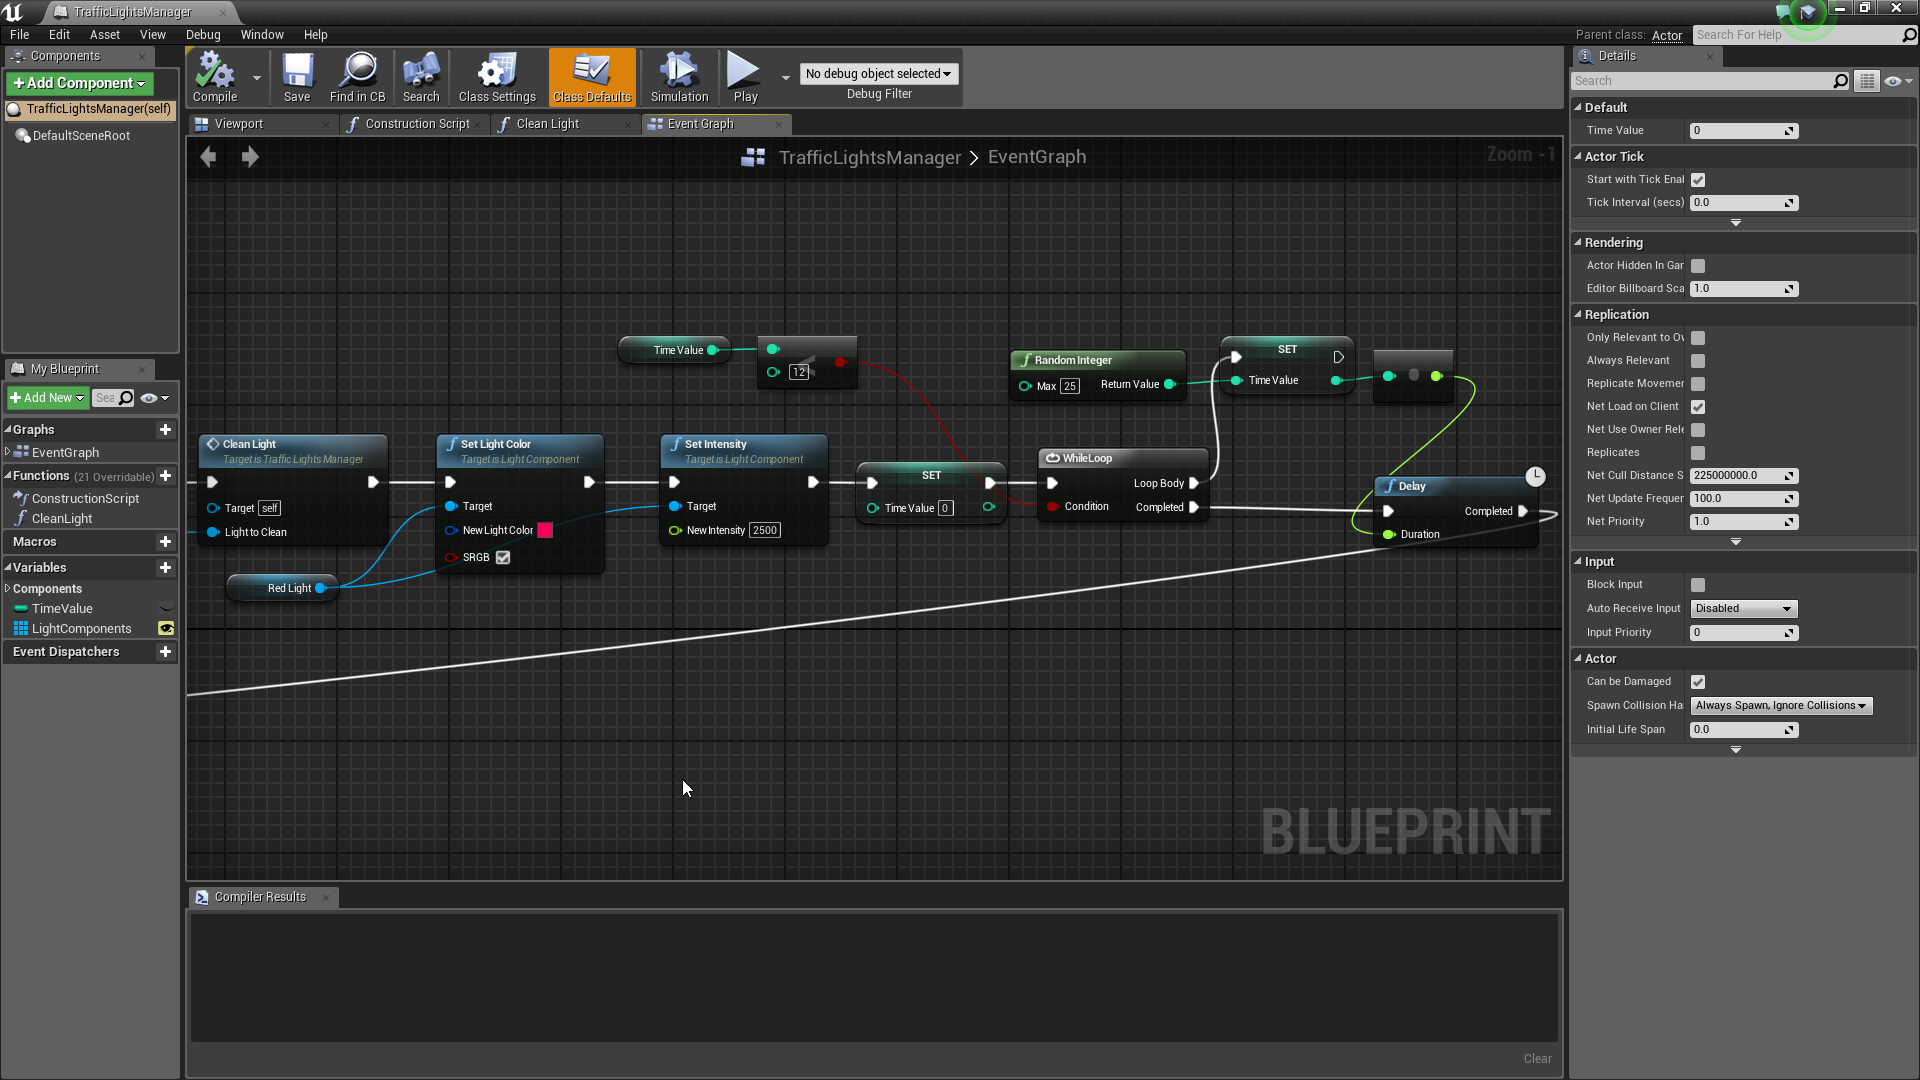 TrafficLightsManager
File Edit Asset View Debug Window Help
Parent class: Actor
Search For Help
Components
+Add Component
TrafficLightsManager(self)
DefaultSceneRoot
Compile
Save
Find in CB
Search
Class Settings
Class Defaults
Simulation
Play
No debug object selected
Debug Filter
Viewport
Construction Script
Clean Light
Event Graph
TrafficLightsManager > EventGraph
Zoom -1
My Blueprint
+Add New
Sea
Graphs
EventGraph
Functions (21 Overridable)
ConstructionScript
CleanLight
Macros
Variables
Components
TimeValue
LightComponents
Event Dispatchers
Time Value
12
Random Integer
Max 25
Return Value
SET
Time Value
Clean Light
Target is Traffic Lights Manager
Target self
Light to Clean
Set Light Color
Target is Light Component
Target
New Light Color
SRGB
Set Intensity
Target is Light Component
Target
New Intensity 2500
SET
Time Value 0
WhileLoop
Loop Body
Condition
Completed
Delay
Completed
Duration
Red Light
BLUEPRINT
Compiler Results
Clear
Details
Search
Default
Time Value 0
Actor Tick
Start with Tick Enal
Tick Interval (secs) 0.0
Rendering
Actor Hidden In Gar
Editor Billboard Sca 1.0
Replication
Only Relevant to Ov
Always Relevant
Replicate Movemer
Net Load on Client
Net Use Owner Rele
Replicates
Net Cull Distance S 225000000.0
Net Update Frequer 100.0
Net Priority 1.0
Input
Block Input
Auto Receive Input Disabled
Input Priority 0
Actor
Can be Damaged
Spawn Collision Ha Always Spawn, Ignore Collisions
Initial Life Span 0.0